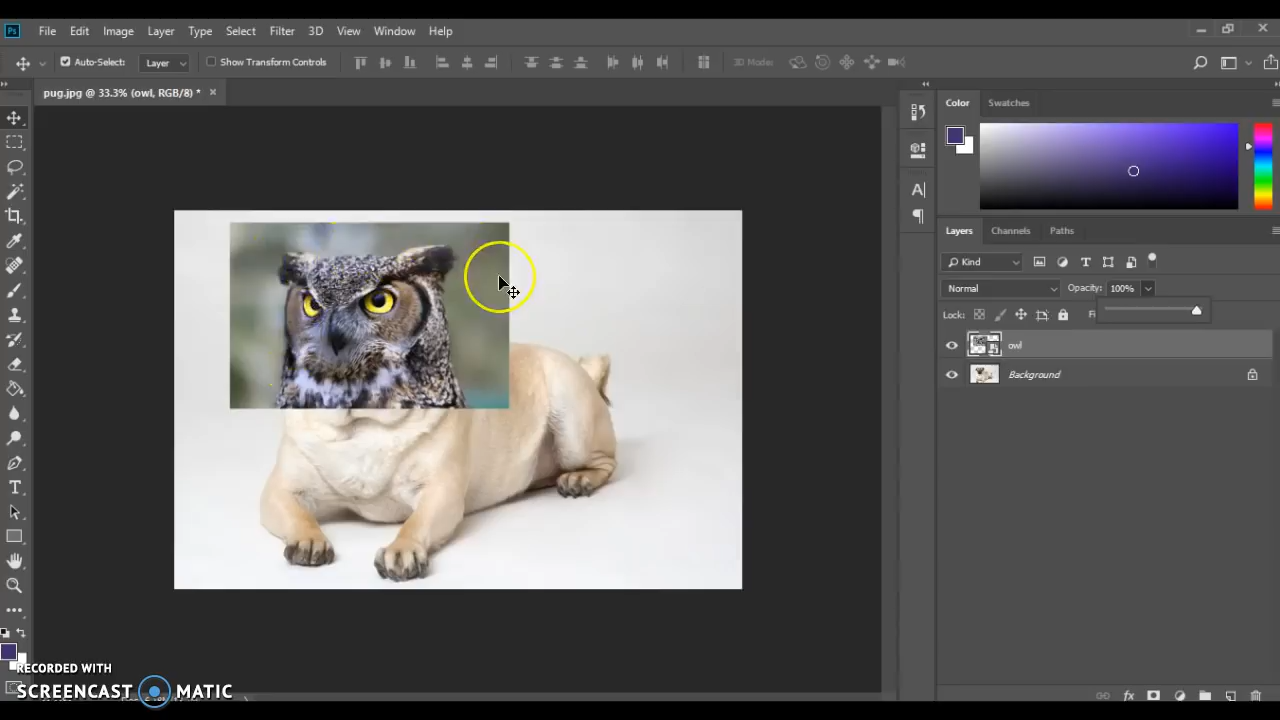 Ps File Edit Image Layer Type Select Filter 3D View Window Help
Auto-Select: Layer Show Transform Controls 3D Modes
pug.jpg @ 33.3% (owl, RGB/8) * ×
Color Swatches
Layers Channels Paths
Kind
Normal Opacity: 100%
Lock:
owl
Background
RECORDED WITH
SCREENCAST MATIC